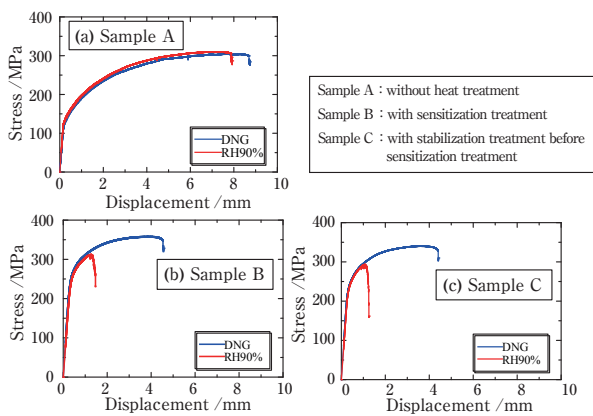 (a) Sample A
Stress /MPa
400
300
200
100
0
DNG
RH90%
0 2 4 6 8 10
Displacement /mm
Sample A : without heat treatment
Sample B : with sensitization treatment
Sample C : with stabilization treatment before
sensitization treatment
Stress /MPa
400
300
200
100
0
(b) Sample B
DNG
RH90%
0 2 4 6 8 10
Displacement /mm
Stress /MPa
400
300
200
100
0
(c) Sample C
DNG
RH90%
0 2 4 6 8 10
Displacement /mm